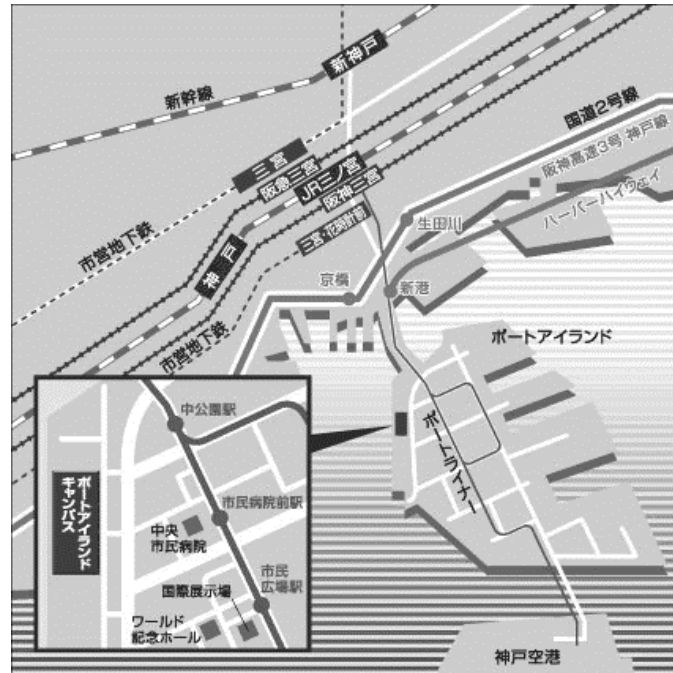 新神戸
新幹線
三宮
阪急三宮
JR三ノ宮
阪神三宮
三宮・花時計前
国道2号線
阪神高速3号 神戸線
ハーバーハイウェイ
生田川
市営地下鉄
神戸
京橋
新港
市営地下鉄
ポートアイランド
ポートライナー
中公園駅
ポートアイランド
キャンパス
市民病院前駅
中央
市民病院
市民
広場駅
国際展示場
ワールド
記念ホール
神戸空港